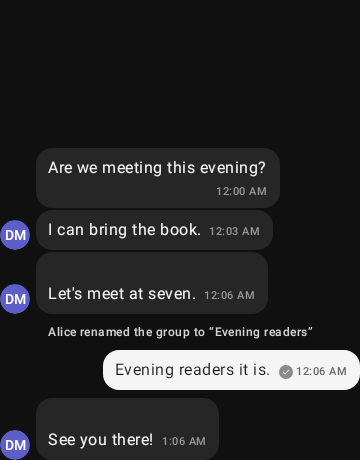 Are we meeting this evening?
12:00 AM
DM I can bring the book. 12:03 AM
DM Let's meet at seven. 12:06 AM
Alice renamed the group to “Evening readers”
Evening readers it is. 12:06 AM
DM See you there! 1:06 AM